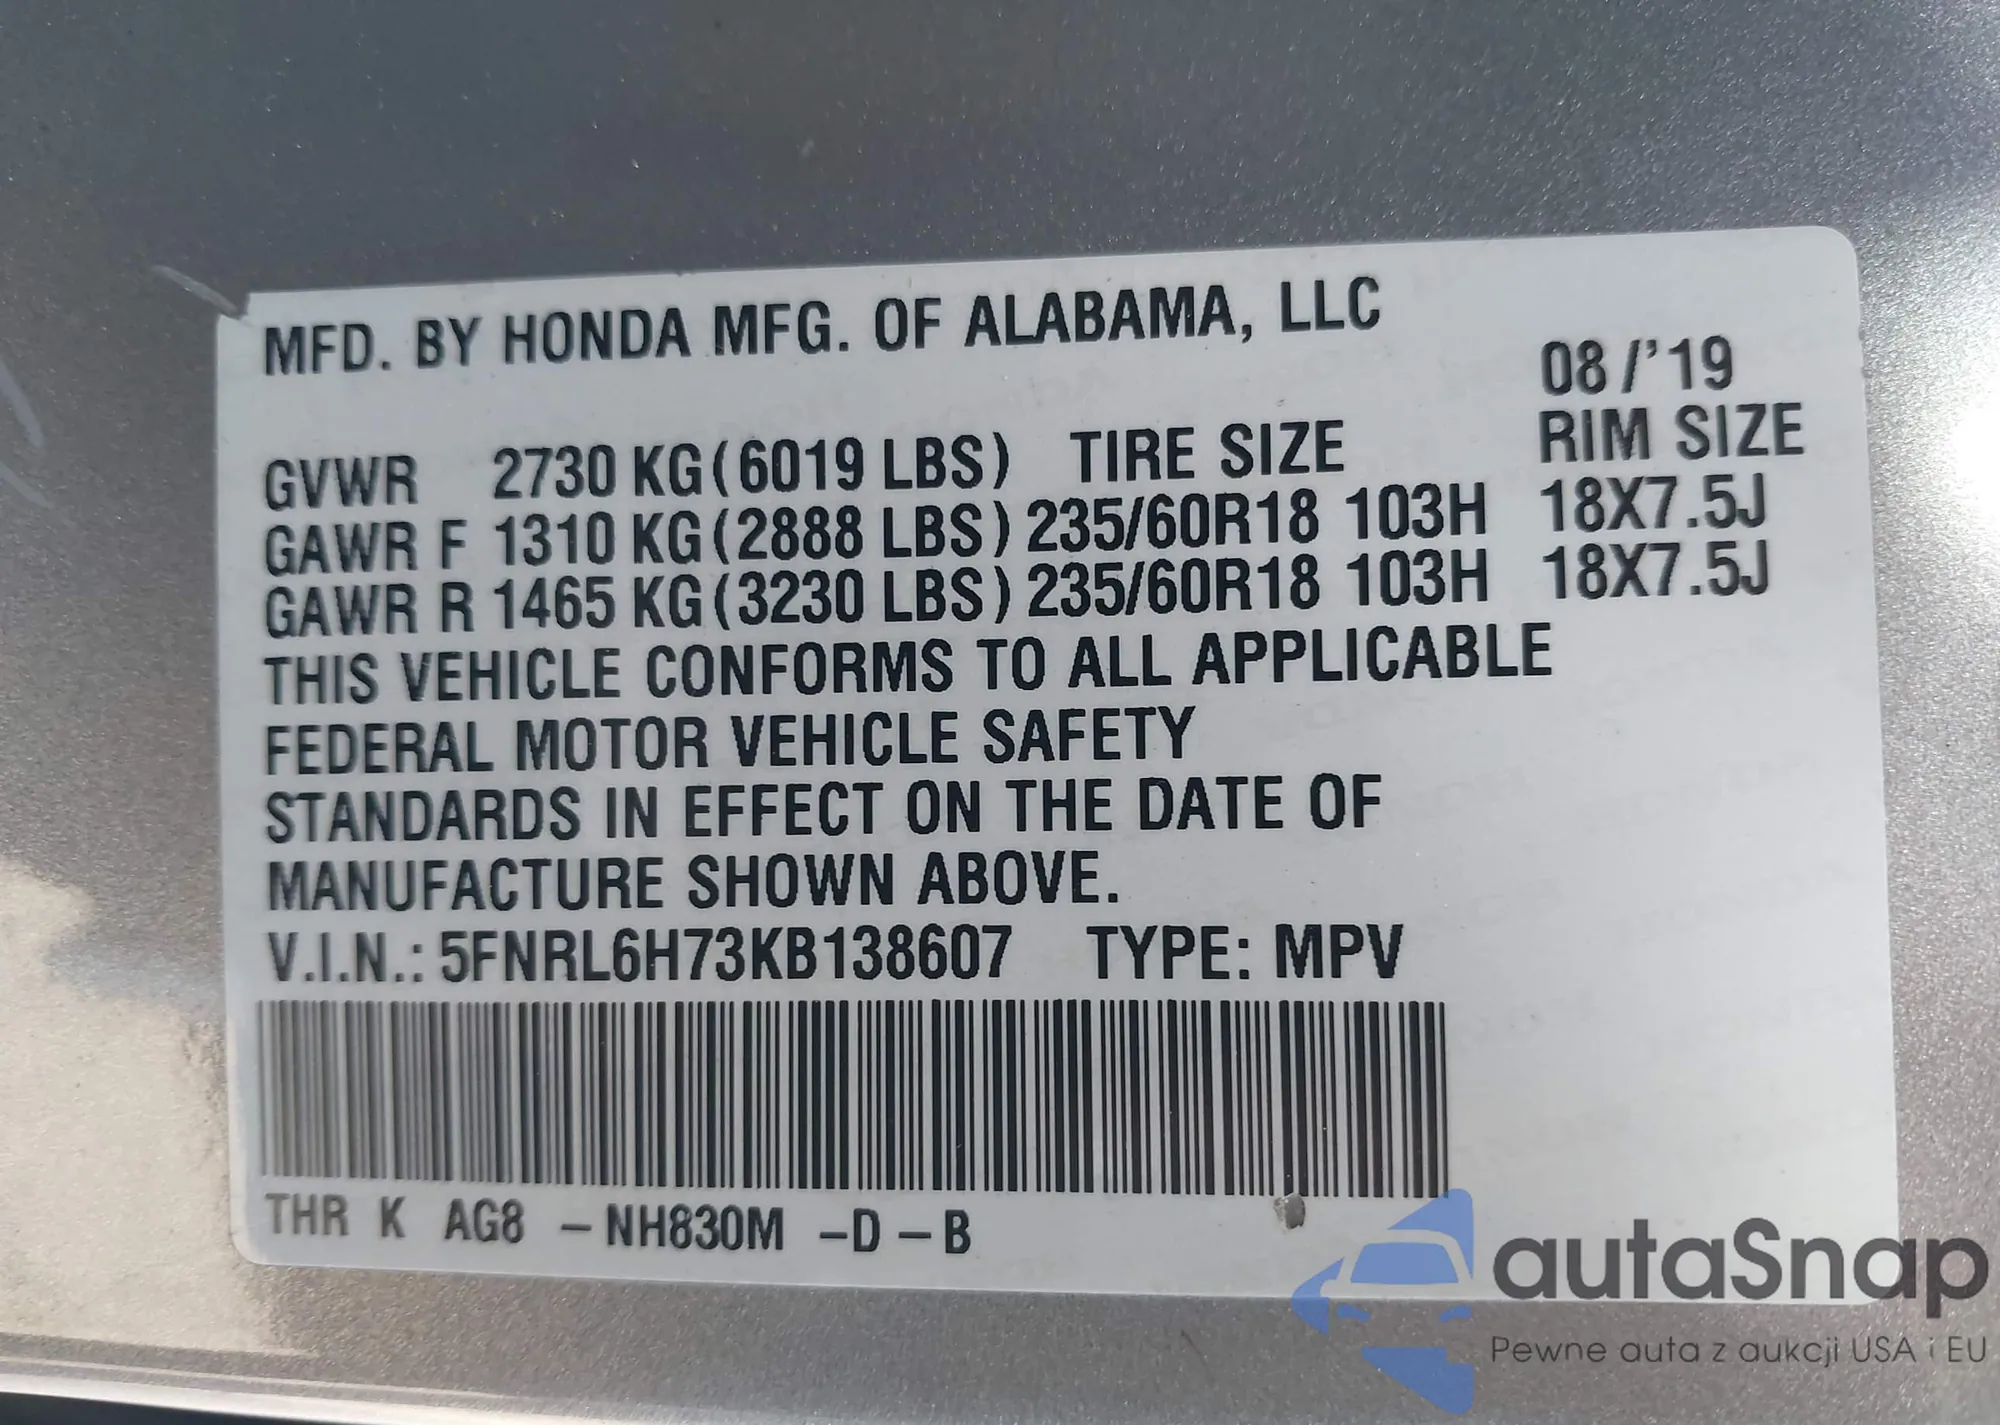 MFD. BY HONDA MFG. OF ALABAMA, LLC
08/'19
GVWR 2730 KG (6019 LBS) TIRE SIZE RIM SIZE
GAWR F 1310 KG (2888 LBS) 235/60R18 103H 18X7.5J
GAWR R 1465 KG (3230 LBS) 235/60R18 103H 18X7.5J
THIS VEHICLE CONFORMS TO ALL APPLICABLE
FEDERAL MOTOR VEHICLE SAFETY
STANDARDS IN EFFECT ON THE DATE OF
MANUFACTURE SHOWN ABOVE.
V.I.N.: 5FNRL6H73KB138607 TYPE: MPV
THR K AG8 -NH830M -D-B
autaSnap
Pewne auta z aukcji USA i EU